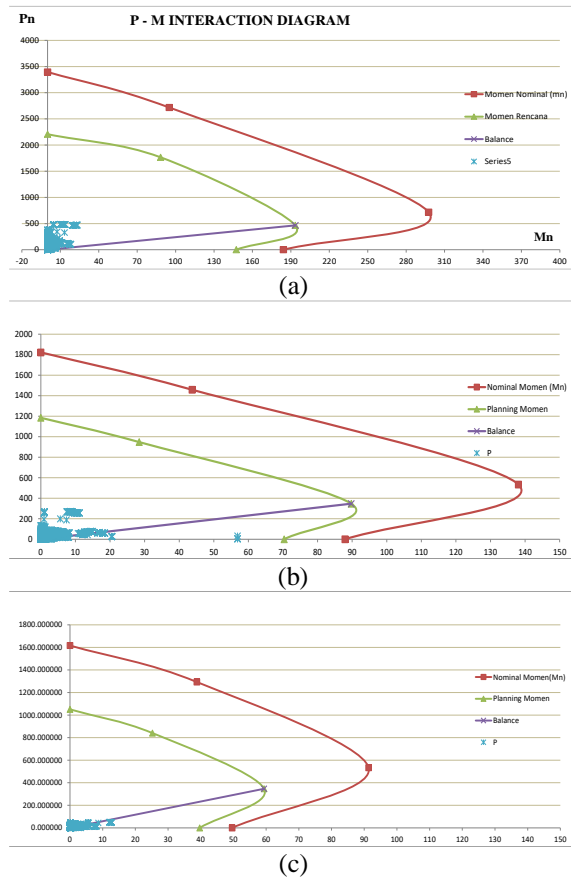 Pn P - M INTERACTION DIAGRAM
4000
3500
3000
2500
2000
1500
1000
500
0
Momen Nominal (mn)
Momen Rencana
Balance
Series5
Mn
-20 10 40 70 100 130 160 190 220 250 280 310 340 370 400
(a)
2000
1800
1600
1400
1200
1000
800
600
400
200
0
Nominal Momen (Mn)
Planning Momen
Balance
P
0 10 20 30 40 50 60 70 80 90 100 110 120 130 140 150
(b)
1800.000000
1600.000000
1400.000000
1200.000000
1000.000000
800.000000
600.000000
400.000000
200.000000
0.000000
Nominal Momen(Mn)
Planning Momen
Balance
P
0 10 20 30 40 50 60 70 80 90 100 110 120 130 140 150
(c)